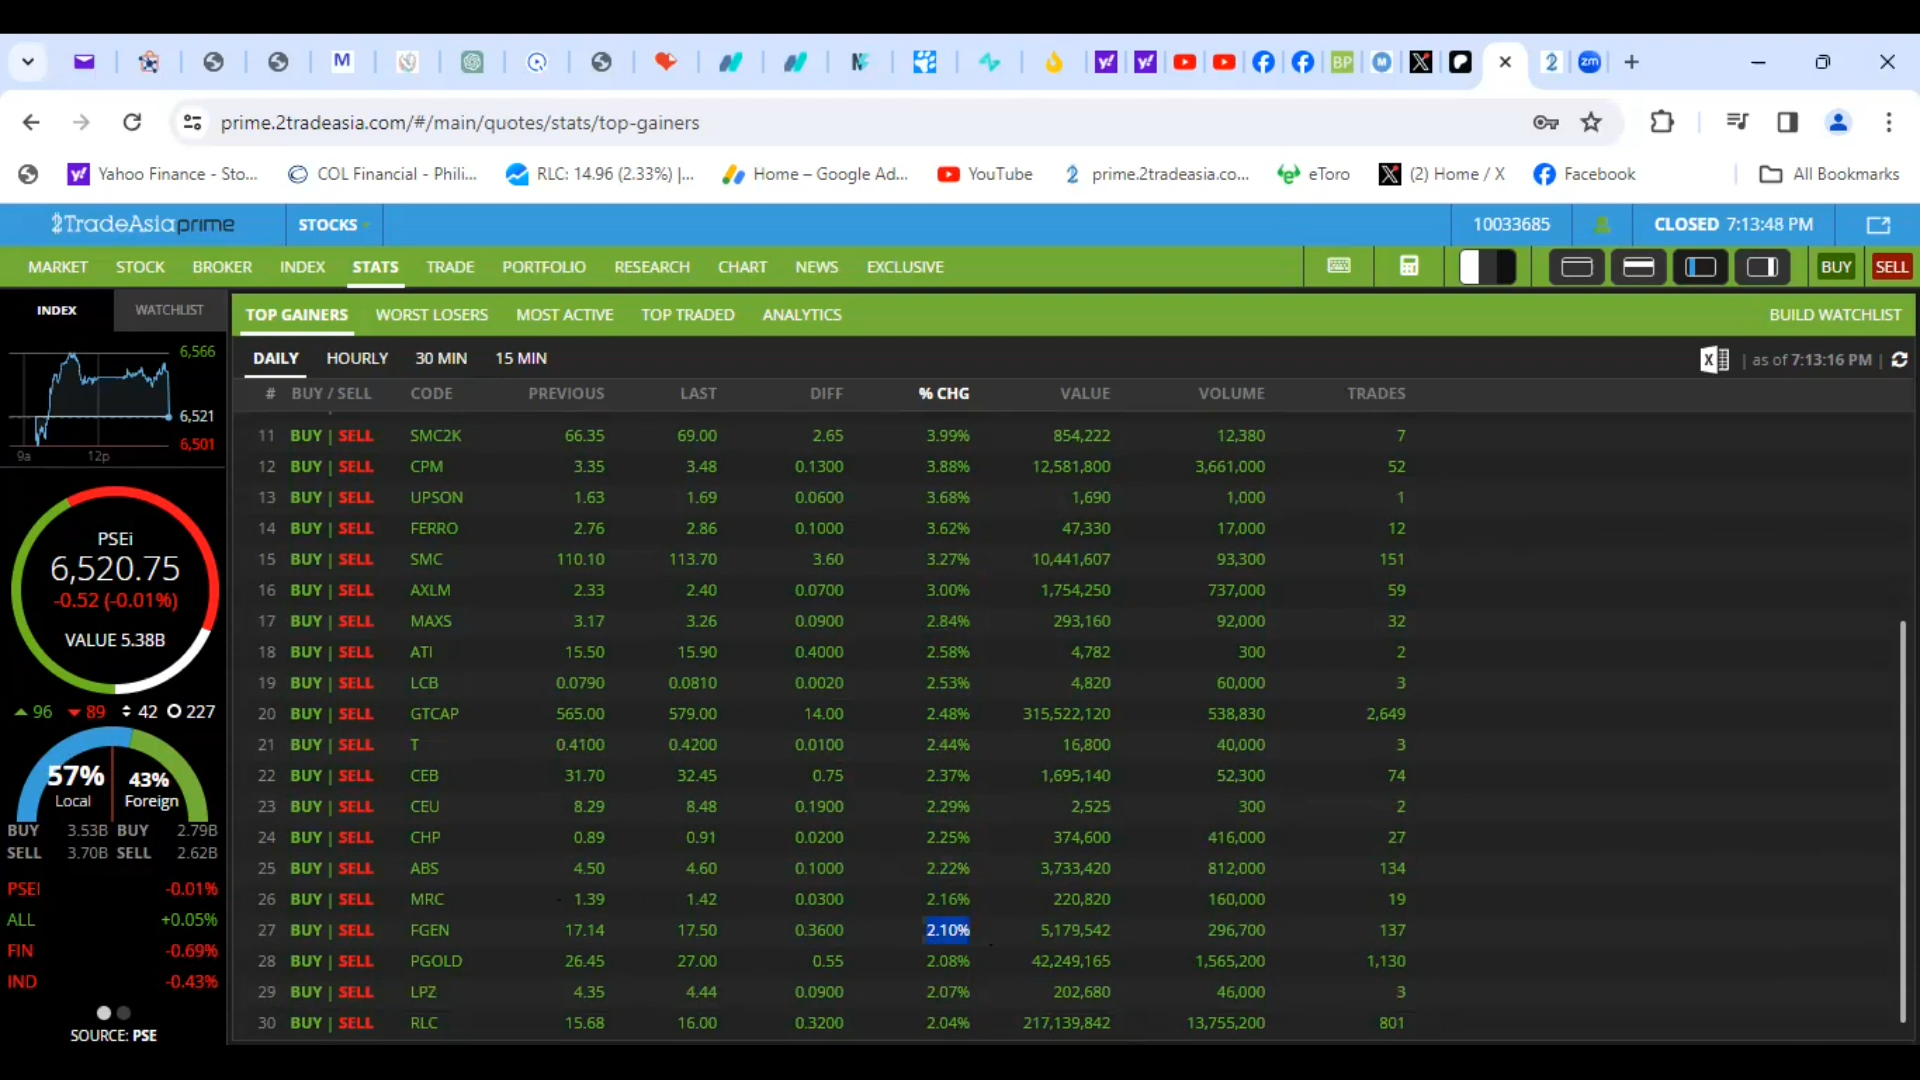 M
BP
M
2
zm
prime.2tradeasia.com/#/main/quotes/stats/top-gainers
Yahoo Finance - Sto...
COL Financial - Phili...
RLC: 14.96 (2.33%) |...
Home – Google Ad...
YouTube
2 prime.2tradeasia.co...
eToro
(2) Home / X
Facebook
All Bookmarks
2TradeAsiaprime
STOCKS
10033685
CLOSED 7:13:48 PM
MARKET STOCK BROKER INDEX STATS TRADE PORTFOLIO RESEARCH CHART NEWS EXCLUSIVE
BUY SELL
INDEX WATCHLIST
6,566
6,521
6,501
9a 12p
PSEi
6,520.75
-0.52 (-0.01%)
VALUE 5.38B
96 89 42 227
57% 43%
Local Foreign
BUY 3.53B BUY 2.79B
SELL 3.70B SELL 2.62B
PSEI -0.01%
ALL +0.05%
FIN -0.69%
IND -0.43%
SOURCE: PSE
TOP GAINERS WORST LOSERS MOST ACTIVE TOP TRADED ANALYTICS BUILD WATCHLIST
DAILY HOURLY 30 MIN 15 MIN | as of 7:13:16 PM |
# BUY / SELL CODE PREVIOUS LAST DIFF % CHG VALUE VOLUME TRADES
11 BUY | SELL SMC2K 66.35 69.00 2.65 3.99% 854,222 12,380 7
12 BUY | SELL CPM 3.35 3.48 0.1300 3.88% 12,581,800 3,661,000 52
13 BUY | SELL UPSON 1.63 1.69 0.0600 3.68% 1,690 1,000 1
14 BUY | SELL FERRO 2.76 2.86 0.1000 3.62% 47,330 17,000 12
15 BUY | SELL SMC 110.10 113.70 3.60 3.27% 10,441,607 93,300 151
16 BUY | SELL AXLM 2.33 2.40 0.0700 3.00% 1,754,250 737,000 59
17 BUY | SELL MAXS 3.17 3.26 0.0900 2.84% 293,160 92,000 32
18 BUY | SELL ATI 15.50 15.90 0.4000 2.58% 4,782 300 2
19 BUY | SELL LCB 0.0790 0.0810 0.0020 2.53% 4,820 60,000 3
20 BUY | SELL GTCAP 565.00 579.00 14.00 2.48% 315,522,120 538,830 2,649
21 BUY | SELL T 0.4100 0.4200 0.0100 2.44% 16,800 40,000 3
22 BUY | SELL CEB 31.70 32.45 0.75 2.37% 1,695,140 52,300 74
23 BUY | SELL CEU 8.29 8.48 0.1900 2.29% 2,525 300 2
24 BUY | SELL CHP 0.89 0.91 0.0200 2.25% 374,600 416,000 27
25 BUY | SELL ABS 4.50 4.60 0.1000 2.22% 3,733,420 812,000 134
26 BUY | SELL MRC 1.39 1.42 0.0300 2.16% 220,820 160,000 19
27 BUY | SELL FGEN 17.14 17.50 0.3600 2.10% 5,179,542 296,700 137
28 BUY | SELL PGOLD 26.45 27.00 0.55 2.08% 42,249,165 1,565,200 1,130
29 BUY | SELL LPZ 4.35 4.44 0.0900 2.07% 202,680 46,000 3
30 BUY | SELL RLC 15.68 16.00 0.3200 2.04% 217,139,842 13,755,200 801